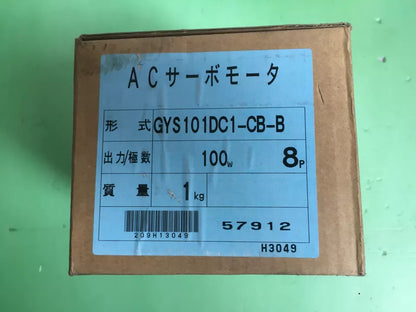 ACサーボモータ
形式 GYS101DC1-CB-B
出力/極数 100w 8P
質量 1kg
57912
209H13049
H3049